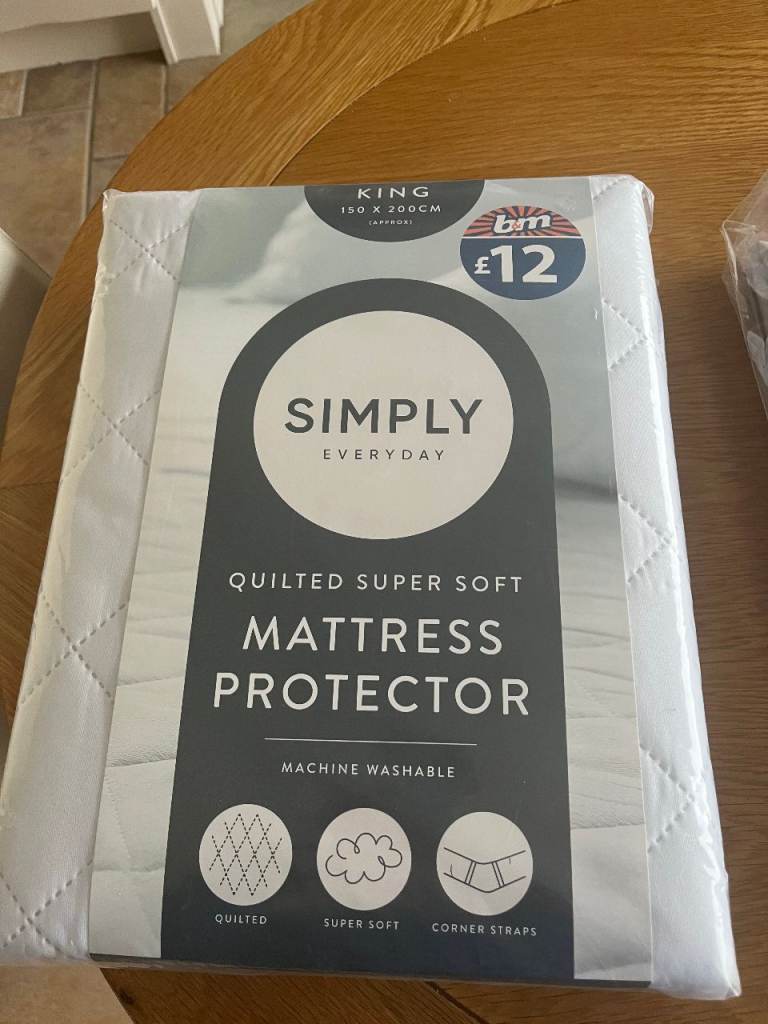 KING
150 X 200CM
(APPROX)
b&m
£12
SIMPLY
EVERYDAY
QUILTED SUPER SOFT
MATTRESS
PROTECTOR
MACHINE WASHABLE
QUILTED
SUPER SOFT
CORNER STRAPS